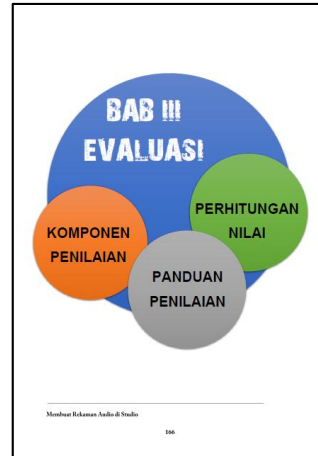 BAB III
EVALUASI
KOMPONEN
PENILAIAN
PANDUAN
PENILAIAN
PERHITUNGAN
NILAI
Membuat Rekaman Audio di Studio
166